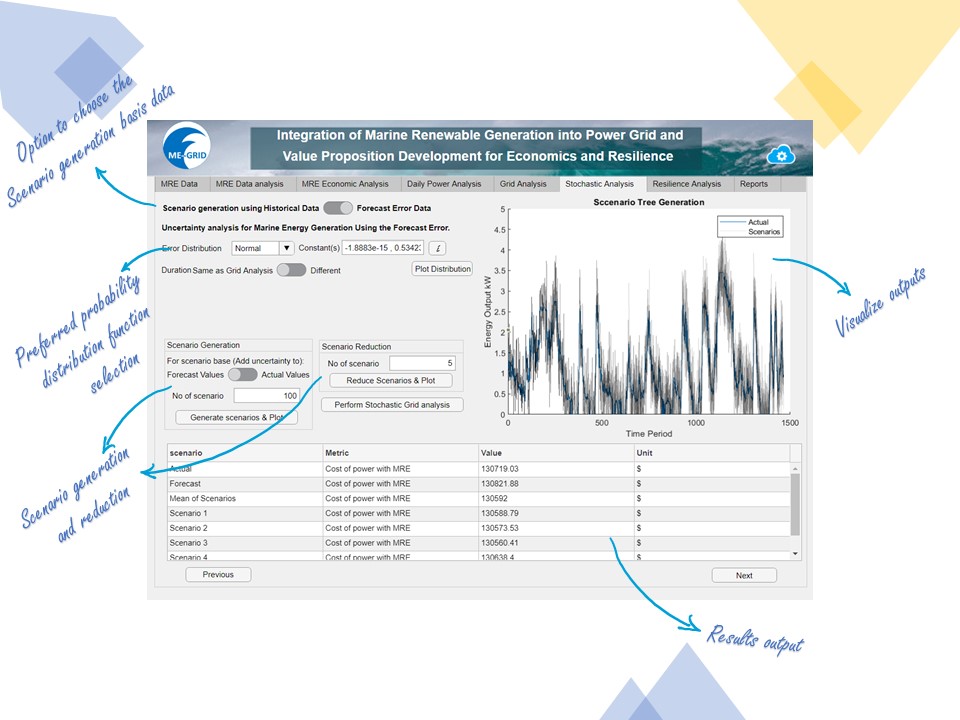 Option to choose the
Scenario generation basis data
ME-GRID
Integration of Marine Renewable Generation into Power Grid and
Value Proposition Development for Economics and Resilience
MRE Data MRE Data analysis MRE Economic Analysis Daily Power Analysis Grid Analysis Stochastic Analysis Resilience Analysis Reports
Scenario generation using Historical Data Forecast Error Data
Uncertainty analysis for Marine Energy Generation Using the Forecast Error.
Error Distribution Normal Constant(s) -1.8883e-15 , 0.5342
Duration Same as Grid Analysis Different Plot Distribution
Preferred probability
distribution function
selection
Scenario Generation
For scenario base (Add uncertainty to):
Forecast Values Actual Values
No of scenario 100
Generate scenarios & Plot
Scenario Reduction
No of scenario 5
Reduce Scenarios & Plot
Perform Stochastic Grid analysis
Sccenario Tree Generation
Actual
Scenarios
Energy Output kW
5
4.5
4
3.5
3
2.5
2
1.5
1
0.5
0
0 500 1000 1500
Time Period
Visualize outputs
Scenario generation
and reduction
scenario Metric Value Unit
Actual Cost of power with MRE 130719.03 $
Forecast Cost of power with MRE 130821.88 $
Mean of Scenarios Cost of power with MRE 130592 $
Scenario 1 Cost of power with MRE 130588.79 $
Scenario 2 Cost of power with MRE 130573.53 $
Scenario 3 Cost of power with MRE 130560.41 $
Scenario 4 Cost of power with MRE 130638.4 $
Previous Next
Results output